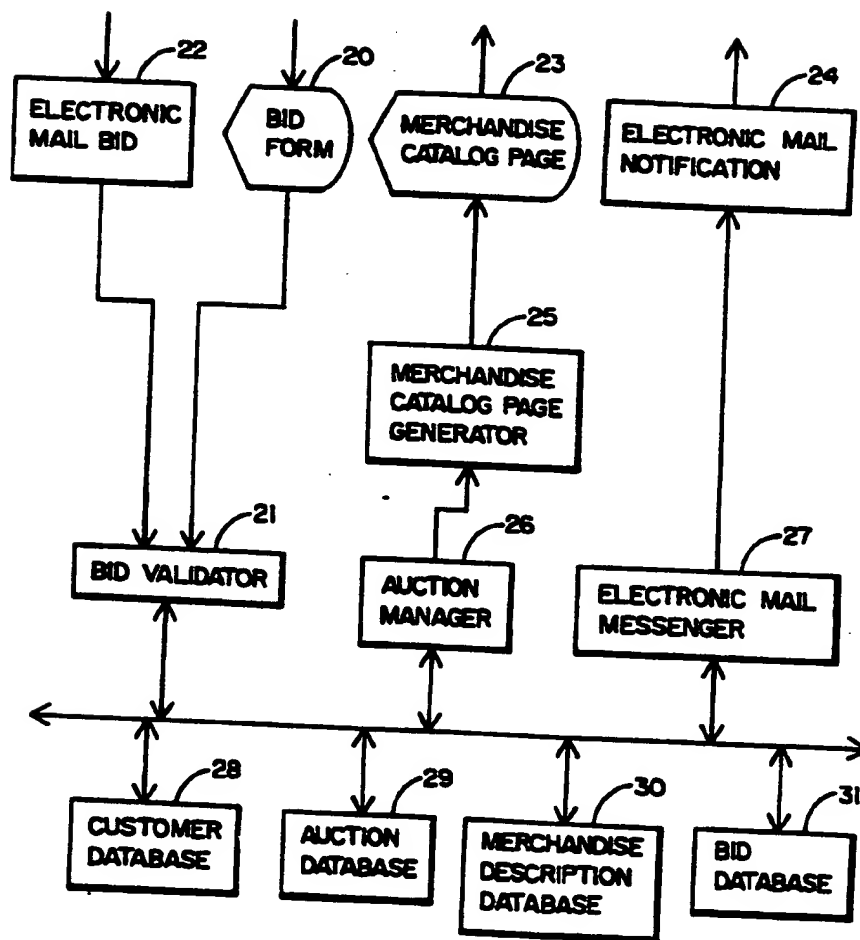 22
ELECTRONIC
MAIL BID
20
BID
FORM
23
MERCHANDISE
CATALOG PAGE
24
ELECTRONIC MAIL
NOTIFICATION
25
MERCHANDISE
CATALOG PAGE
GENERATOR
21
BID VALIDATOR
26
AUCTION
MANAGER
27
ELECTRONIC MAIL
MESSENGER
28
CUSTOMER
DATABASE
29
AUCTION
DATABASE
30
MERCHANDISE
DESCRIPTION
DATABASE
31
BID
DATABASE